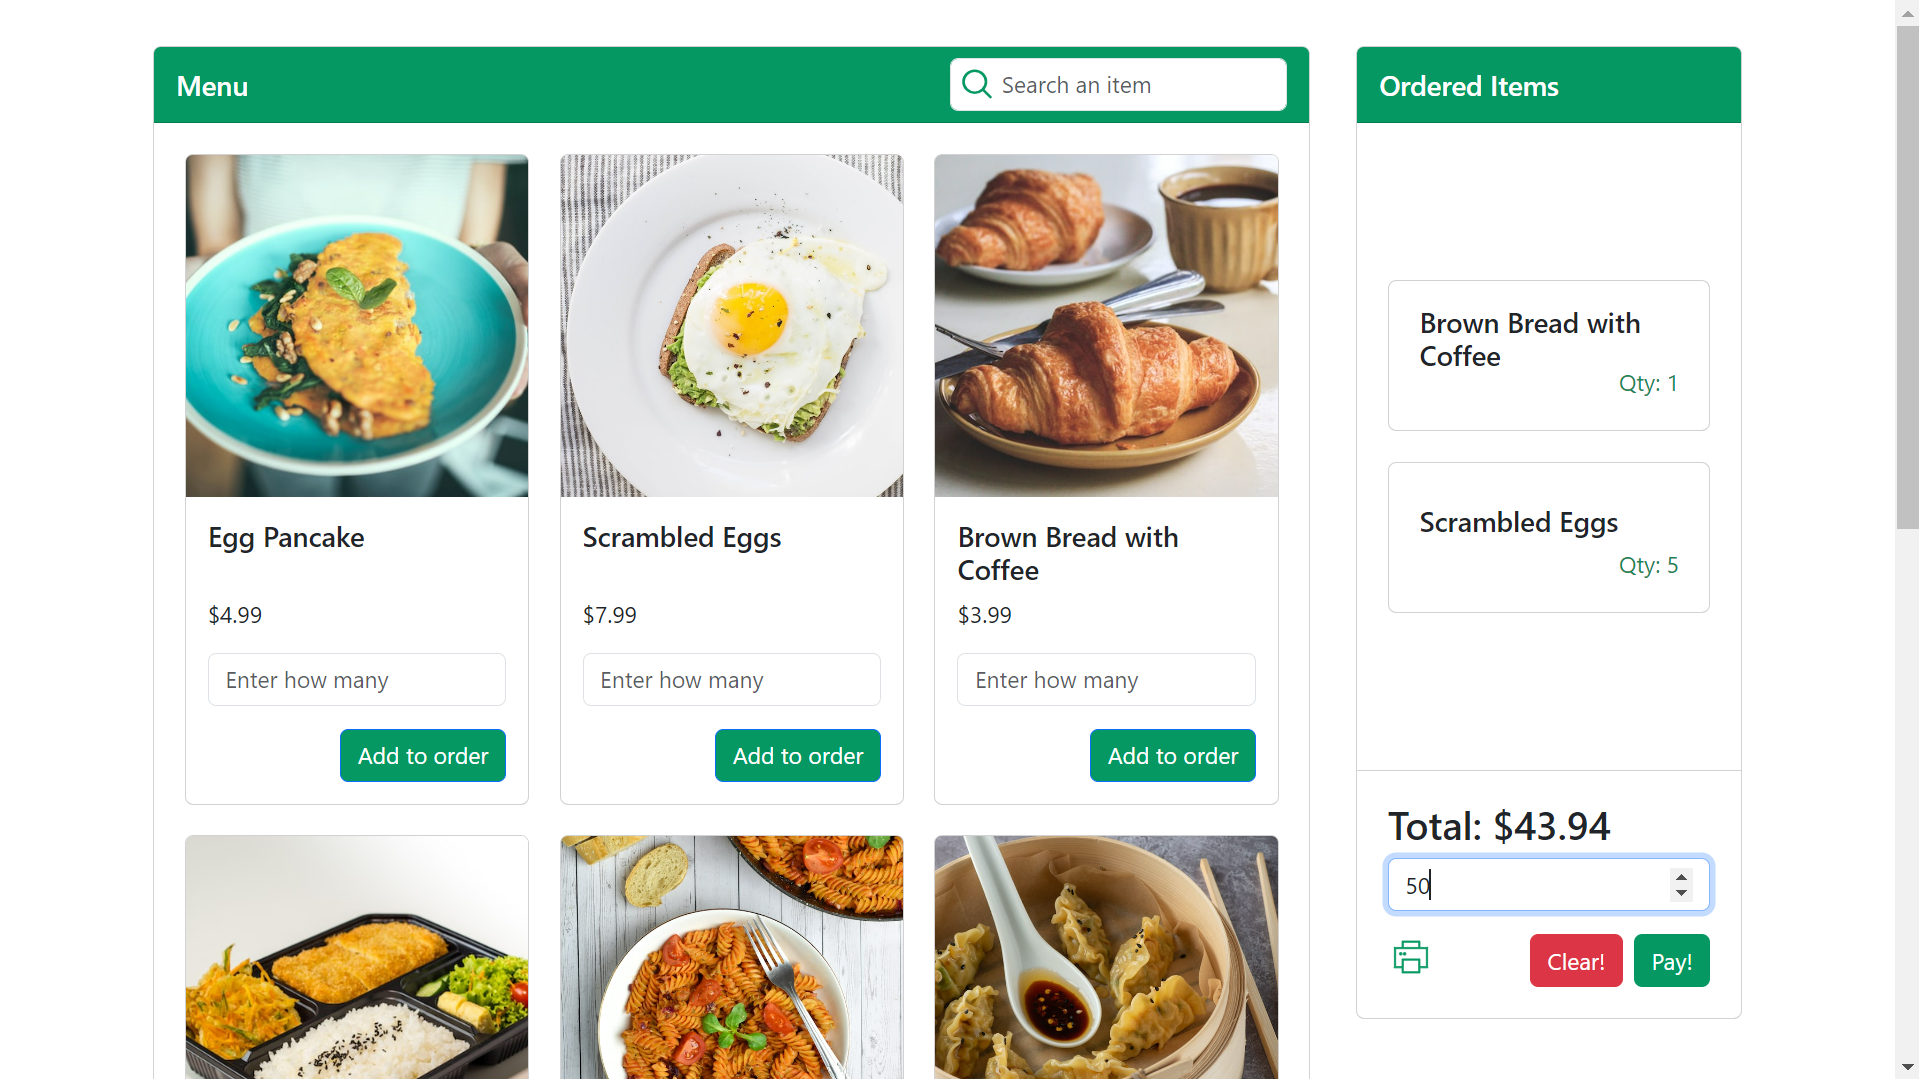 Menu
Search an item
Ordered Items
Egg Pancake
$4.99
Enter how many
Add to order
Scrambled Eggs
$7.99
Enter how many
Add to order
Brown Bread with
Coffee
$3.99
Enter how many
Add to order
Brown Bread with
Coffee
Qty: 1
Scrambled Eggs
Qty: 5
Total: $43.94
50
Clear!
Pay!